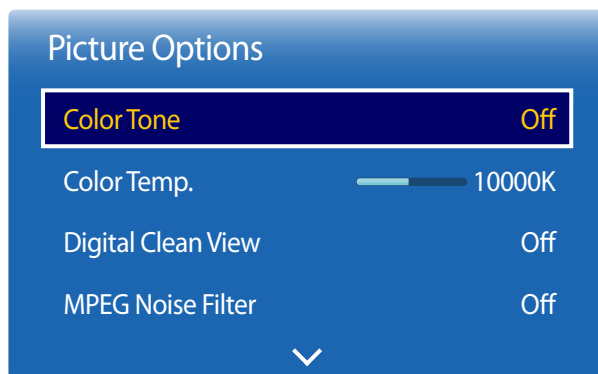 Picture Options
Color Tone Off
Color Temp. 10000K
Digital Clean View Off
MPEG Noise Filter Off